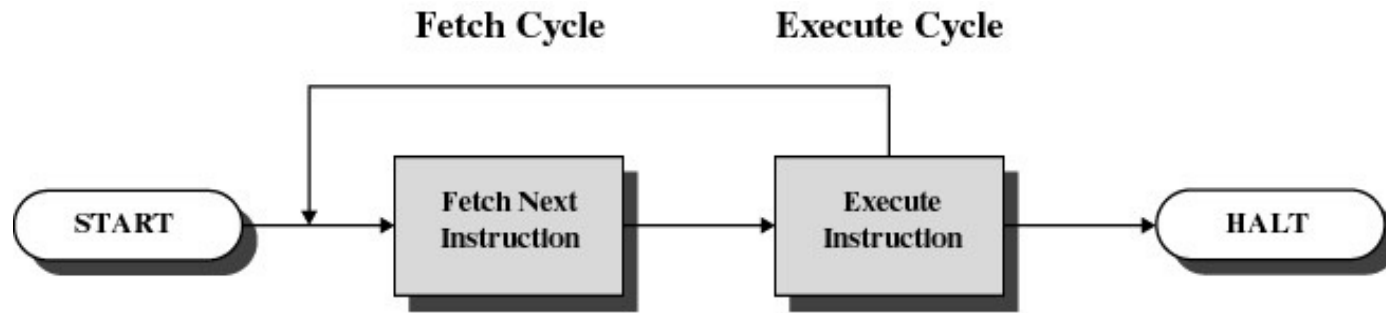 Fetch Cycle
Execute Cycle
START
Fetch Next
Instruction
Execute
Instruction
HALT